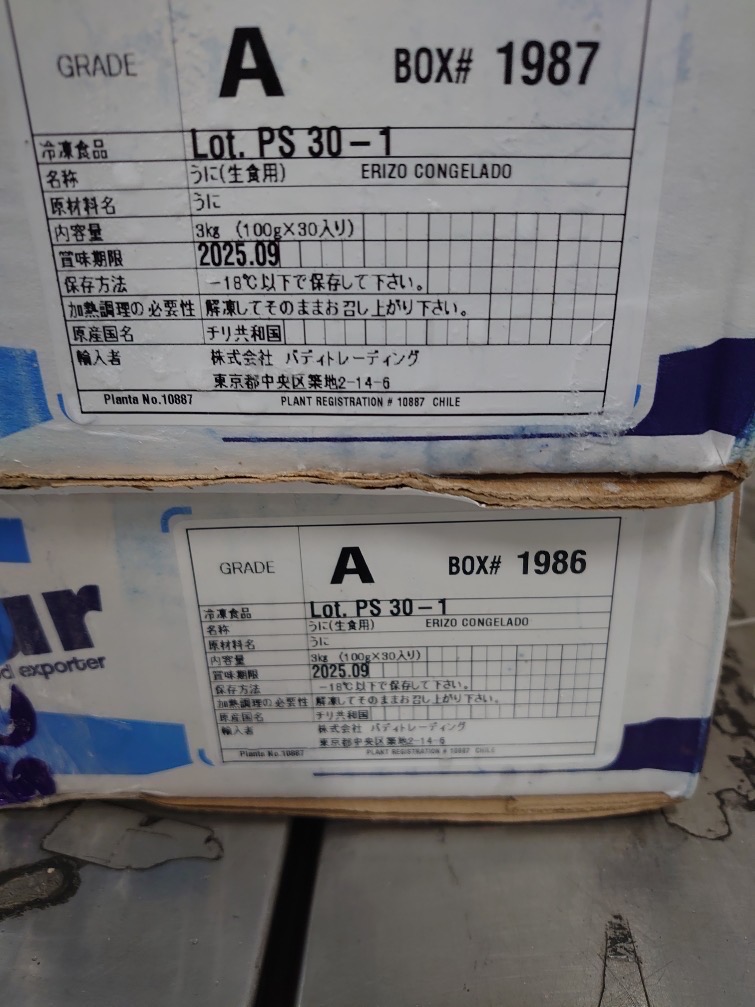 GRADE A BOX# 1987
冷凍食品 Lot. PS 30-1
名称 うに(生食用) ERIZO CONGELADO
原材料名 うに
内容量 3kg (100g×30入り)
賞味期限 2025.09
保存方法 -18℃以下で保存して下さい。
加熱調理の必要性 解凍してそのままお召し上がり下さい。
原産国名 チリ共和国
輸入者 株式会社 バディトレーディング
東京都中央区築地2-14-6
Planta No.10887 PLANT REGISTRATION # 10887 CHILE
GRADE A BOX# 1986
冷凍食品 Lot. PS 30-1
名称 うに(生食用) ERIZO CONGELADO
原材料名 うに
内容量 3kg (100g×30入り)
賞味期限 2025.09
保存方法 -18℃以下で保存して下さい。
加熱調理の必要性 解凍してそのままお召し上がり下さい。
原産国名 チリ共和国
輸入者 株式会社 バディトレーディング
東京都中央区築地2-14-6
Planta No.10887 PLANT REGISTRATION # 10887 CHILE
exporter